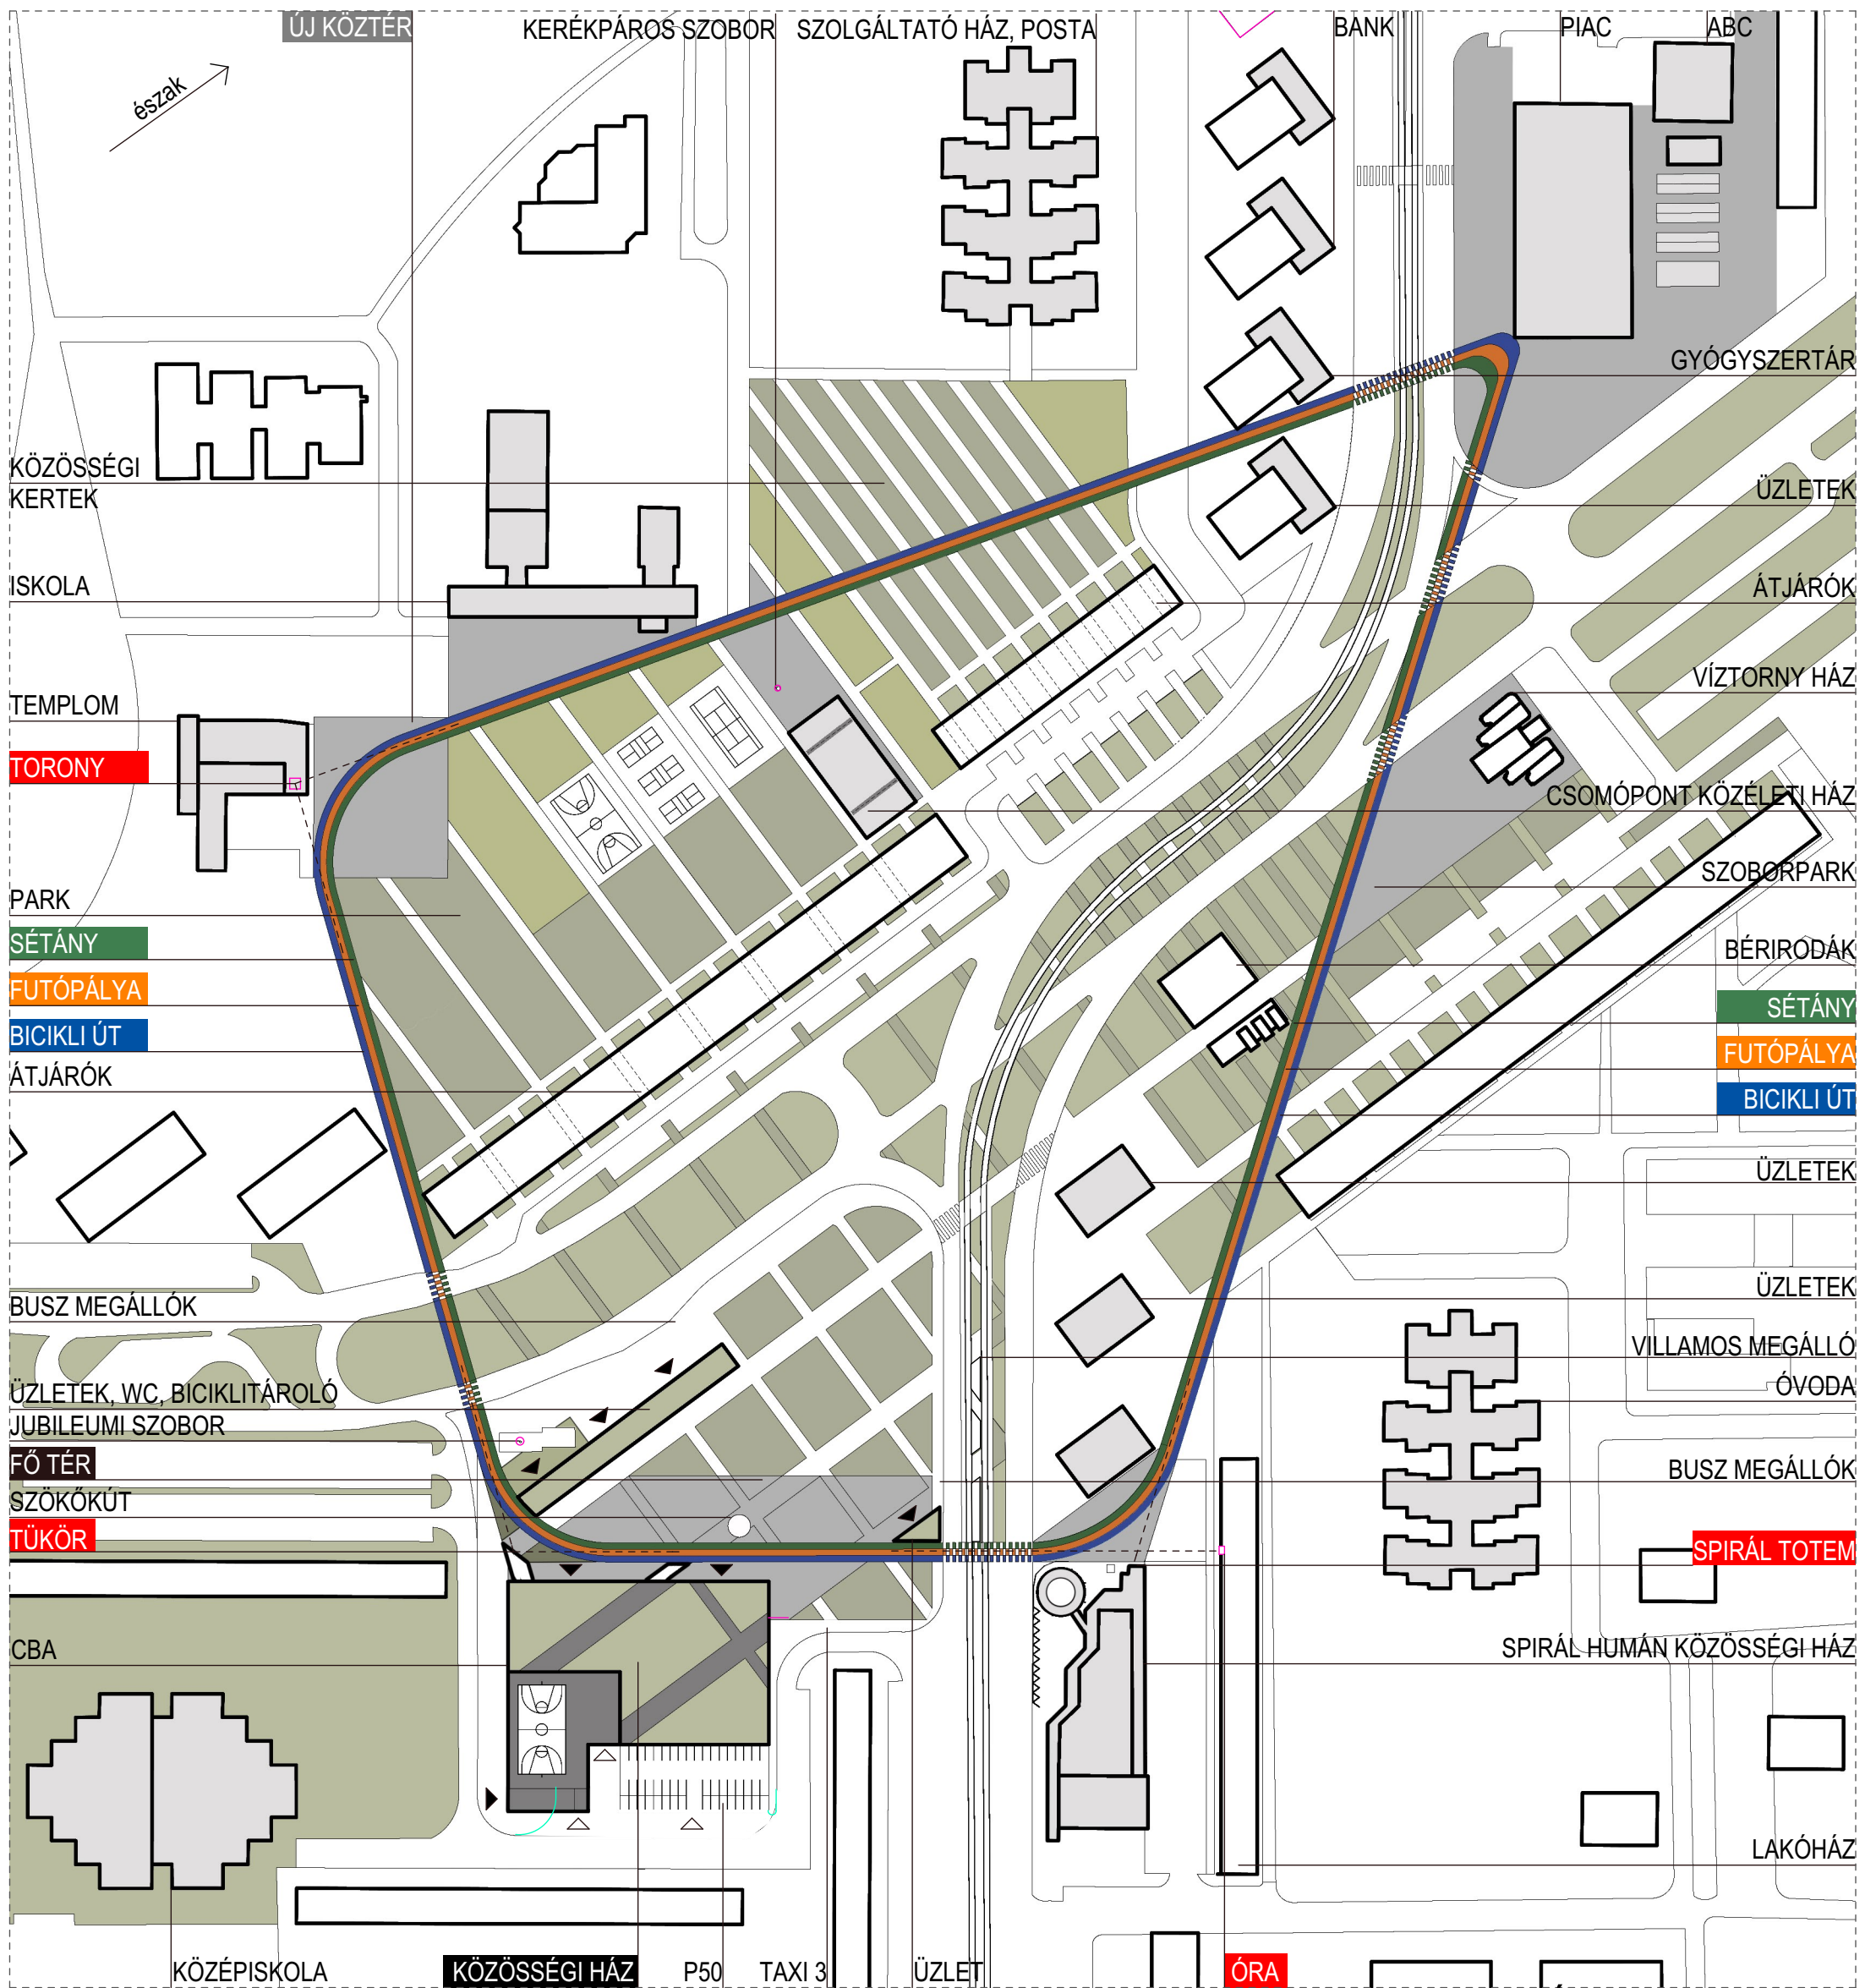 ÚJ KÖZTÉR
KERÉKPÁROS SZOBOR
SZOLGÁLTATÓ HÁZ, POSTA
BANK
PIAC
ABC
észak
GYÓGYSZERTÁR
KÖZÖSSÉGI
KERTEK
ÜZLETEK
ISKOLA
ÁTJÁRÓK
VÍZTORNY HÁZ
TEMPLOM
TORONY
CSOMÓPONT KÖZÉLETI HÁZ
SZOBORPARK
PARK
SÉTÁNY
FUTÓPÁLYA
BICIKLI ÚT
ÁTJÁRÓK
BÉRIRODÁK
SÉTÁNY
FUTÓPÁLYA
BICIKLI ÚT
ÜZLETEK
ÜZLETEK
BUSZ MEGÁLLÓK
VILLAMOS MEGÁLLÓ
ÓVODA
ÜZLETEK, WC, BICIKLITÁROLÓ
JUBILEUMI SZOBOR
FŐ TÉR
BUSZ MEGÁLLÓK
SZÖKŐKÚT
TÜKÖR
SPIRÁL TOTEM
CBA
SPIRÁL HUMÁN KÖZÖSSÉGI HÁZ
LAKÓHÁZ
KÖZÉPISKOLA
KÖZÖSSÉGI HÁZ
P50
TAXI 3
ÜZLET
ÓRA